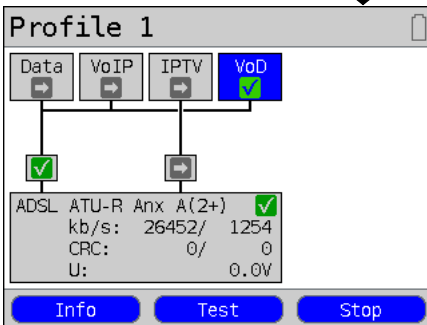 Profile 1
Data VoIP IPTV VoD
ADSL ATU-R Anx A(2+)
kb/s: 26452/ 1254
CRC: 0/ 0
U: 0.0V
Info Test Stop